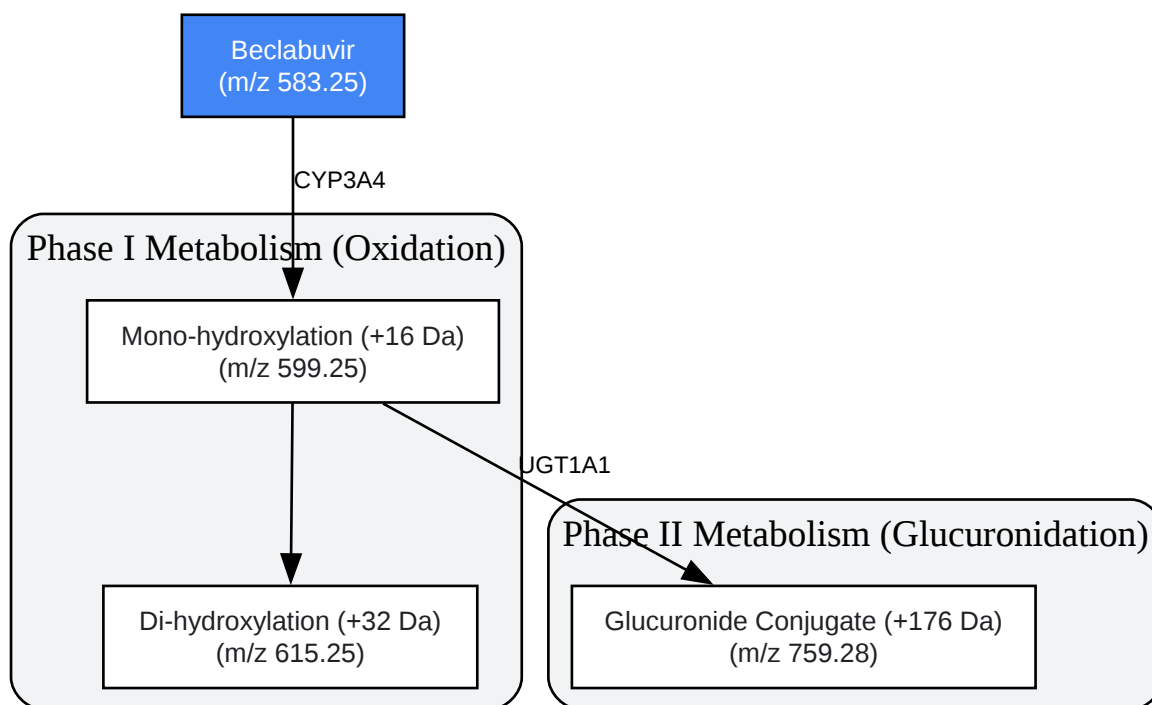 Beclabuvir
(m/z 583.25)
CYP3A4
Phase I Metabolism (Oxidation)
Mono-hydroxylation (+16 Da)
(m/z 599.25)
UGT1A1
Phase II Metabolism (Glucuronidation)
Di-hydroxylation (+32 Da)
(m/z 615.25)
Glucuronide Conjugate (+176 Da)
(m/z 759.28)